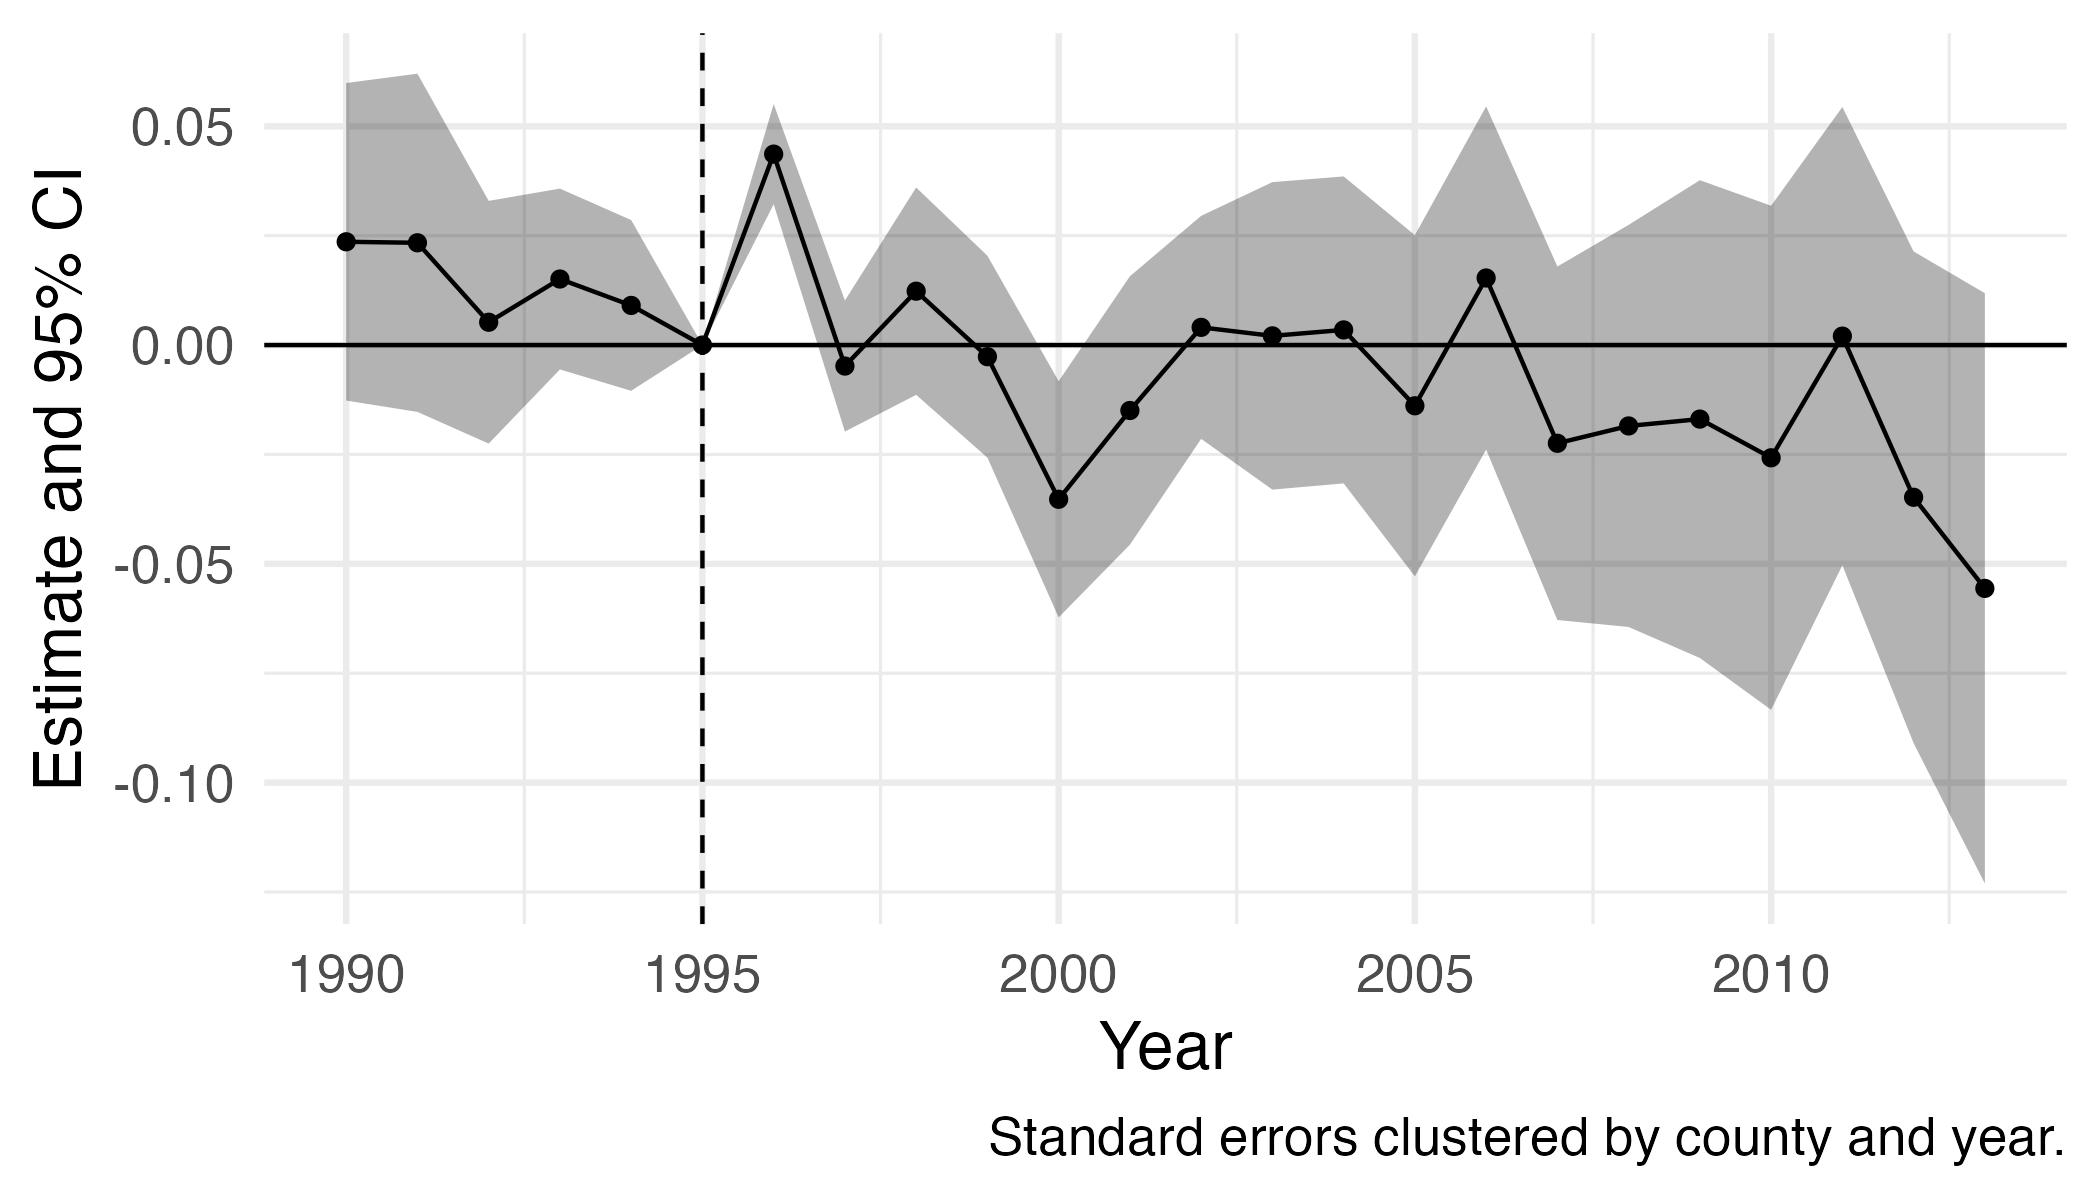 Estimate and 95% CI
0.05
0.00
-0.05
-0.10
1990 1995 2000 2005 2010
Year
Standard errors clustered by county and year.